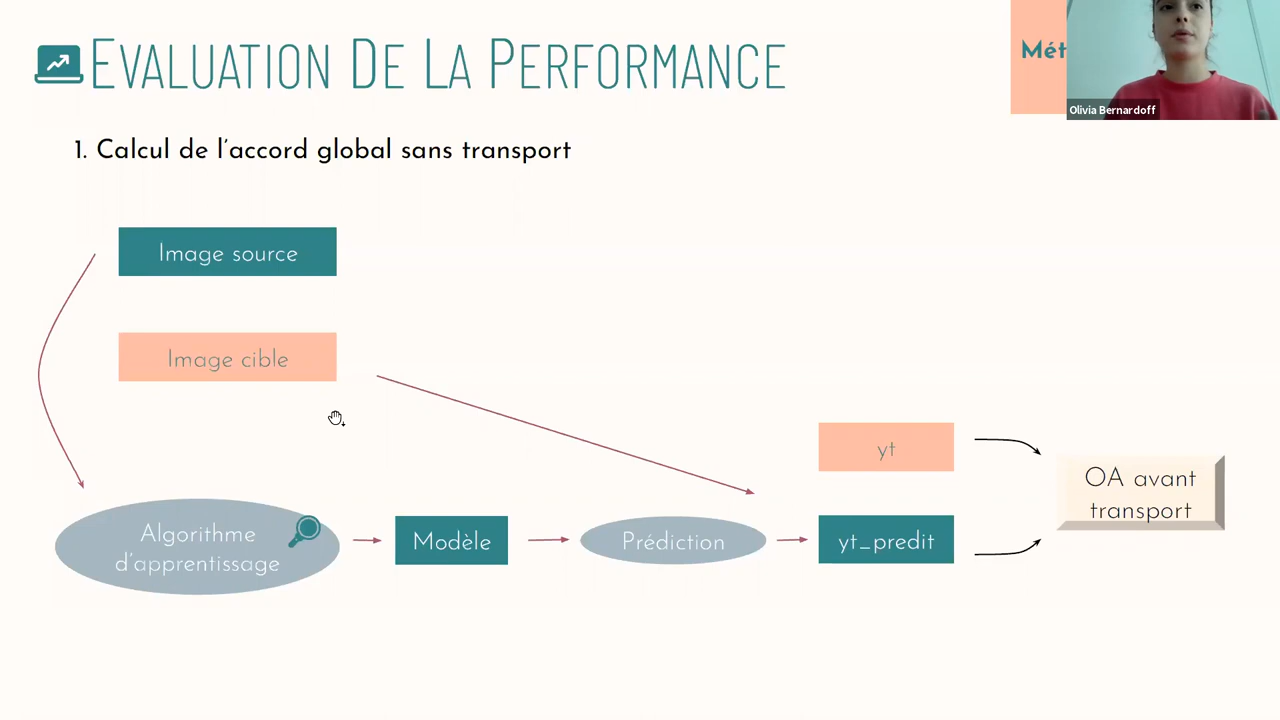 EVALUATION DE LA PERFORMANCE
Mét
Olivia Bernardoff
1. Calcul de l'accord global sans transport
Image source
Image cible
yt
OA avant
transport
Algorithme
d'apprentissage
Modèle
Prédiction
yt_predit